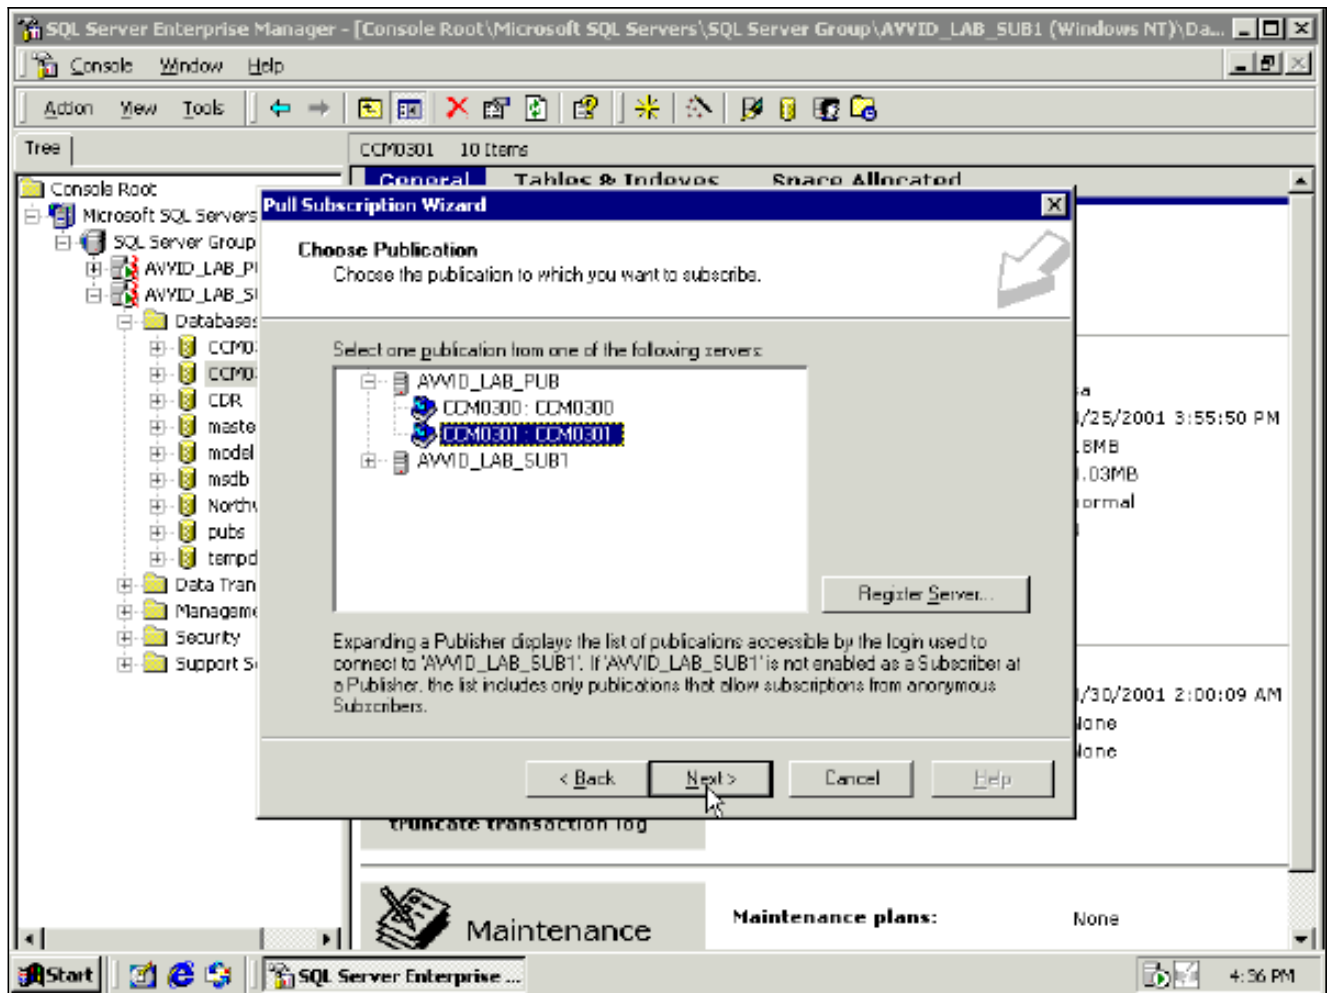 SQL Server Enterprise Manager - [Console Root\Microsoft SQL Servers\SQL Server Group\AVVID_LAB_SUB1 (Windows NT)\Da...
Console Window Help
Action View Tools
Tree
CCM0301 10 Items
General Tables & Indexes Space Allocated
Console Root
Microsoft SQL Servers
SQL Server Group
AVVID_LAB_P
AVVID_LAB_S
Databases
CCM0
CCM0
CDR
maste
model
msdb
North
pubs
tempd
Data Tran
Manageme
Security
Support S
Pull Subscription Wizard
Choose Publication
Choose the publication to which you want to subscribe.
Select one publication from one of the following servers:
AVVID_LAB_PUB
CCM0300 : CCM0300
CCM0301 : CCM0301
AVVID_LAB_SUB1
Register Server...
Expanding a Publisher displays the list of publications accessible by the login used to
connect to 'AVVID_LAB_SUB1'. If 'AVVID_LAB_SUB1' is not enabled as a Subscriber at
a Publisher, the list includes only publications that allow subscriptions from anonymous
Subscribers.
< Back Next > Cancel Help
sa
/25/2001 3:55:50 PM
.8MB
.03MB
ormal
/30/2001 2:00:09 AM
None
None
truncate transaction log
Maintenance
Maintenance plans: None
Start SQL Server Enterprise ... 4:36 PM